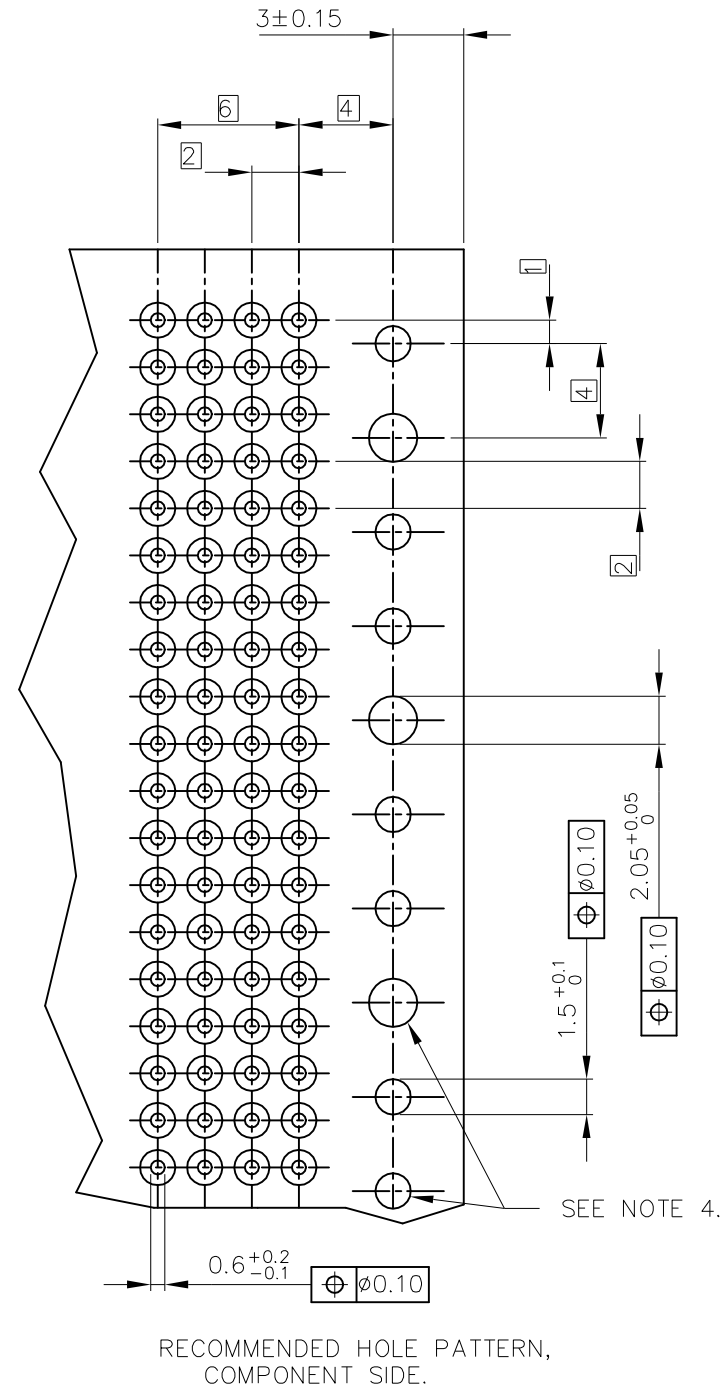 3±0.15
6
4
2
1
4
2
2.05 +0.05 0
⌖ ⌀0.10
1.5 +0.1 0
⌖ ⌀0.10
SEE NOTE 4.
0.6 +0.2 -0.1
⌖ ⌀0.10
RECOMMENDED HOLE PATTERN,
COMPONENT SIDE.